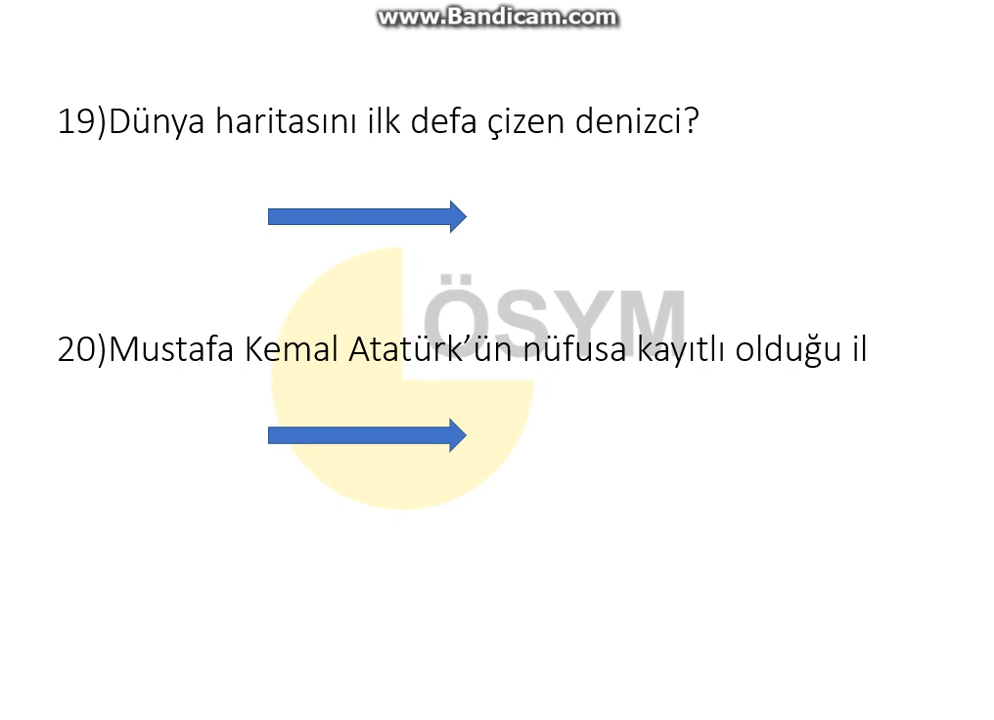 www.Bandicam.com
19)Dünya haritasını ilk defa çizen denizci?
ÖSYM
20)Mustafa Kemal Atatürk’ün nüfusa kayıtlı olduğu il